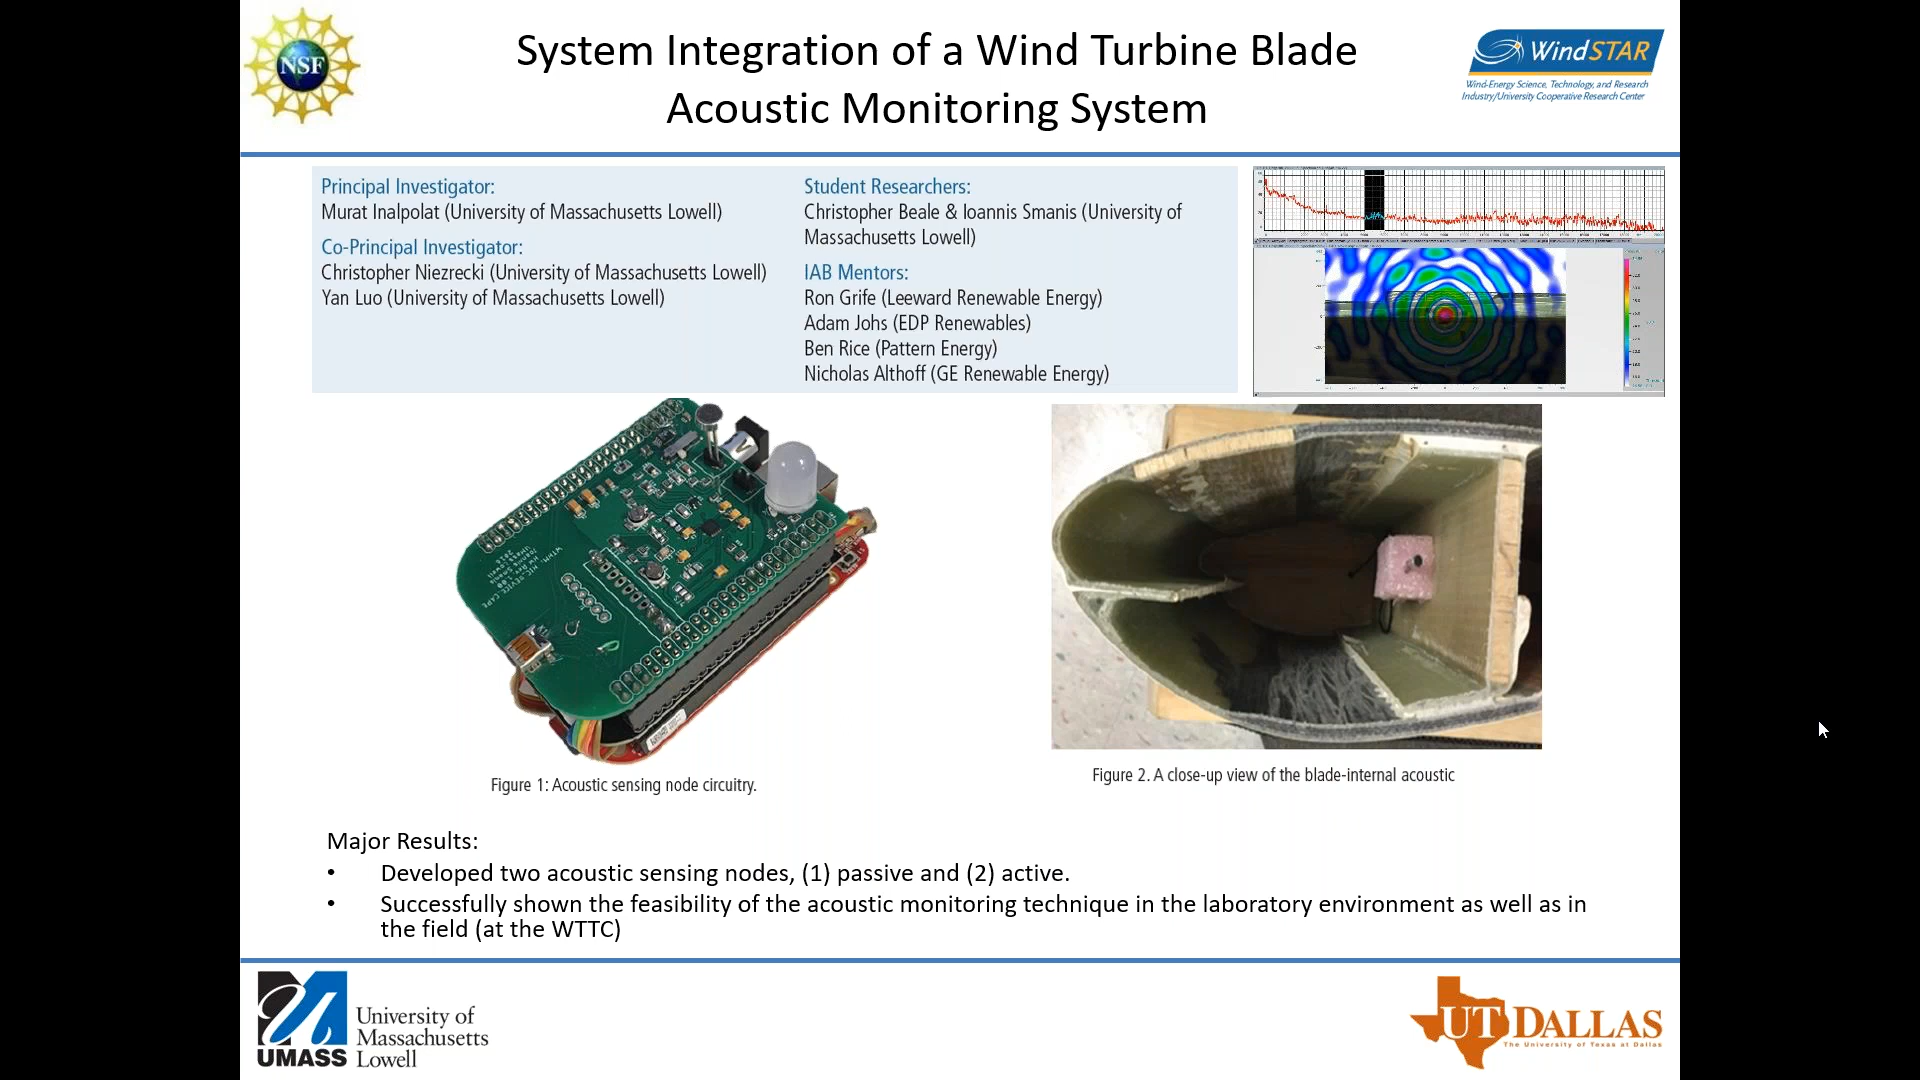 NSF
System Integration of a Wind Turbine Blade
Acoustic Monitoring System
WindSTAR
Wind-Energy Science, Technology, and Research
Industry/University Cooperative Research Center
Principal Investigator:
Murat Inalpolat (University of Massachusetts Lowell)
Co-Principal Investigator:
Christopher Niezrecki (University of Massachusetts Lowell)
Yan Luo (University of Massachusetts Lowell)
Student Researchers:
Christopher Beale & Ioannis Smanis (University of
Massachusetts Lowell)
IAB Mentors:
Ron Grife (Leeward Renewable Energy)
Adam Johs (EDP Renewables)
Ben Rice (Pattern Energy)
Nicholas Althoff (GE Renewable Energy)
Figure 1: Acoustic sensing node circuitry.
Figure 2. A close-up view of the blade-internal acoustic
Major Results:
• Developed two acoustic sensing nodes, (1) passive and (2) active.
• Successfully shown the feasibility of the acoustic monitoring technique in the laboratory environment as well as in
the field (at the WTTC)
UMASS
University of
Massachusetts
Lowell
UT DALLAS
The University of Texas at Dallas